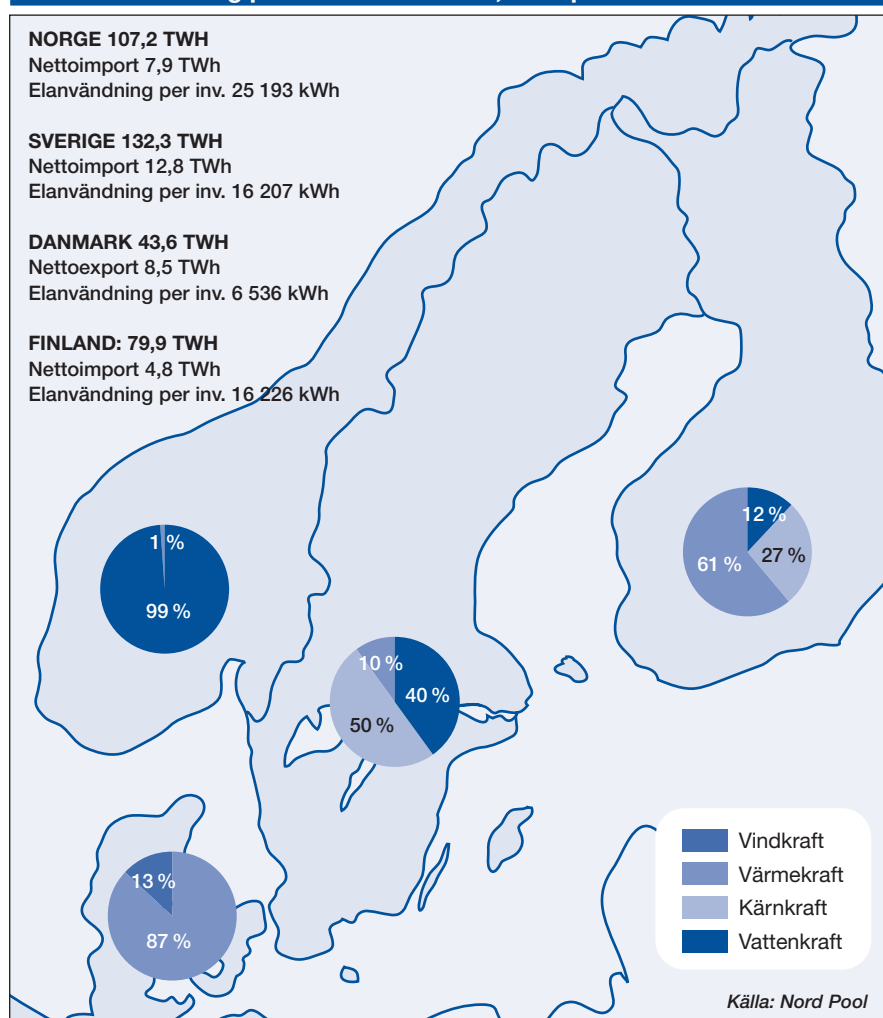 NORGE 107,2 TWH
Nettoimport 7,9 TWh
Elanvändning per inv. 25 193 kWh
SVERIGE 132,3 TWH
Nettoimport 12,8 TWh
Elanvändning per inv. 16 207 kWh
DANMARK 43,6 TWH
Nettoexport 8,5 TWh
Elanvändning per inv. 6 536 kWh
FINLAND: 79,9 TWH
Nettoimport 4,8 TWh
Elanvändning per inv. 16 226 kWh
1 %
99 %
12 %
27 %
61 %
10 %
40 %
50 %
13 %
87 %
Vindkraft
Värmekraft
Kärnkraft
Vattenkraft
Källa: Nord Pool